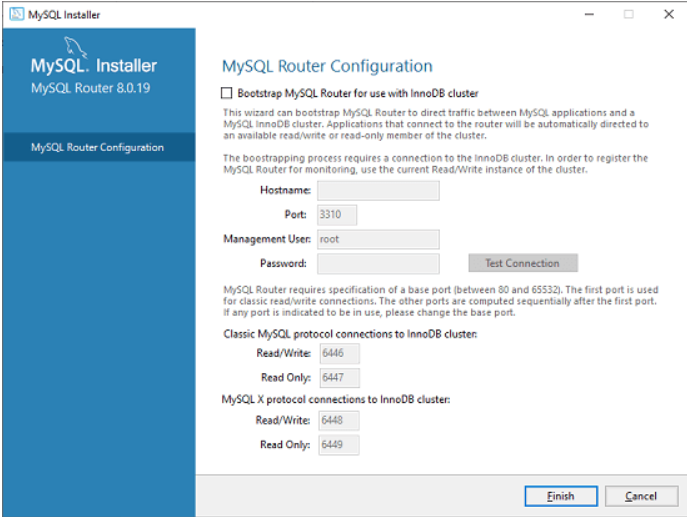 MySQL Installer
MySQL. Installer
MySQL Router 8.0.19
MySQL Router Configuration
MySQL Router Configuration
Bootstrap MySQL Router for use with InnoDB cluster
This wizard can bootstrap MySQL Router to direct traffic between MySQL applications and a
MySQL InnoDB cluster. Applications that connect to the router will be automatically directed to
an available read/write or read-only member of the cluster.
The boostrapping process requires a connection to the InnoDB cluster. In order to register the
MySQL Router for monitoring, use the current Read/Write instance of the cluster.
Hostname:
Port: 3310
Management User: root
Password: Test Connection
MySQL Router requires specification of a base port (between 80 and 65532). The first port is used
for classic read/write connections. The other ports are computed sequentially after the first port.
If any port is indicated to be in use, please change the base port.
Classic MySQL protocol connections to InnoDB cluster:
Read/Write: 6446
Read Only: 6447
MySQL X protocol connections to InnoDB cluster:
Read/Write: 6448
Read Only: 6449
Finish Cancel